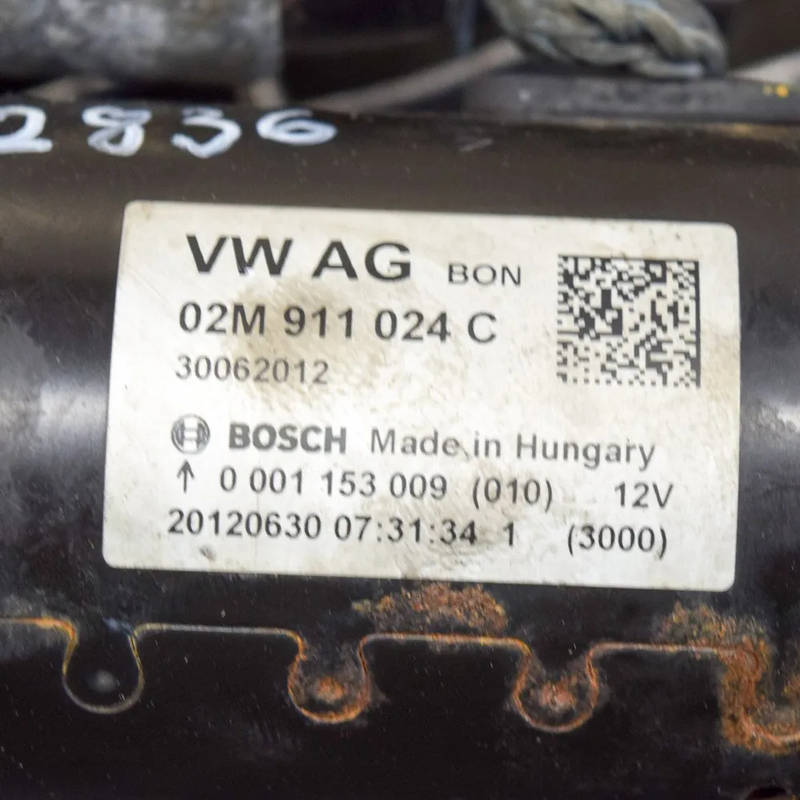 2836
VW AG BON
02M 911 024 C
30062012
BOSCH Made in Hungary
↑ 0 001 153 009 (010) 12V
20120630 07:31:34 1 (3000)